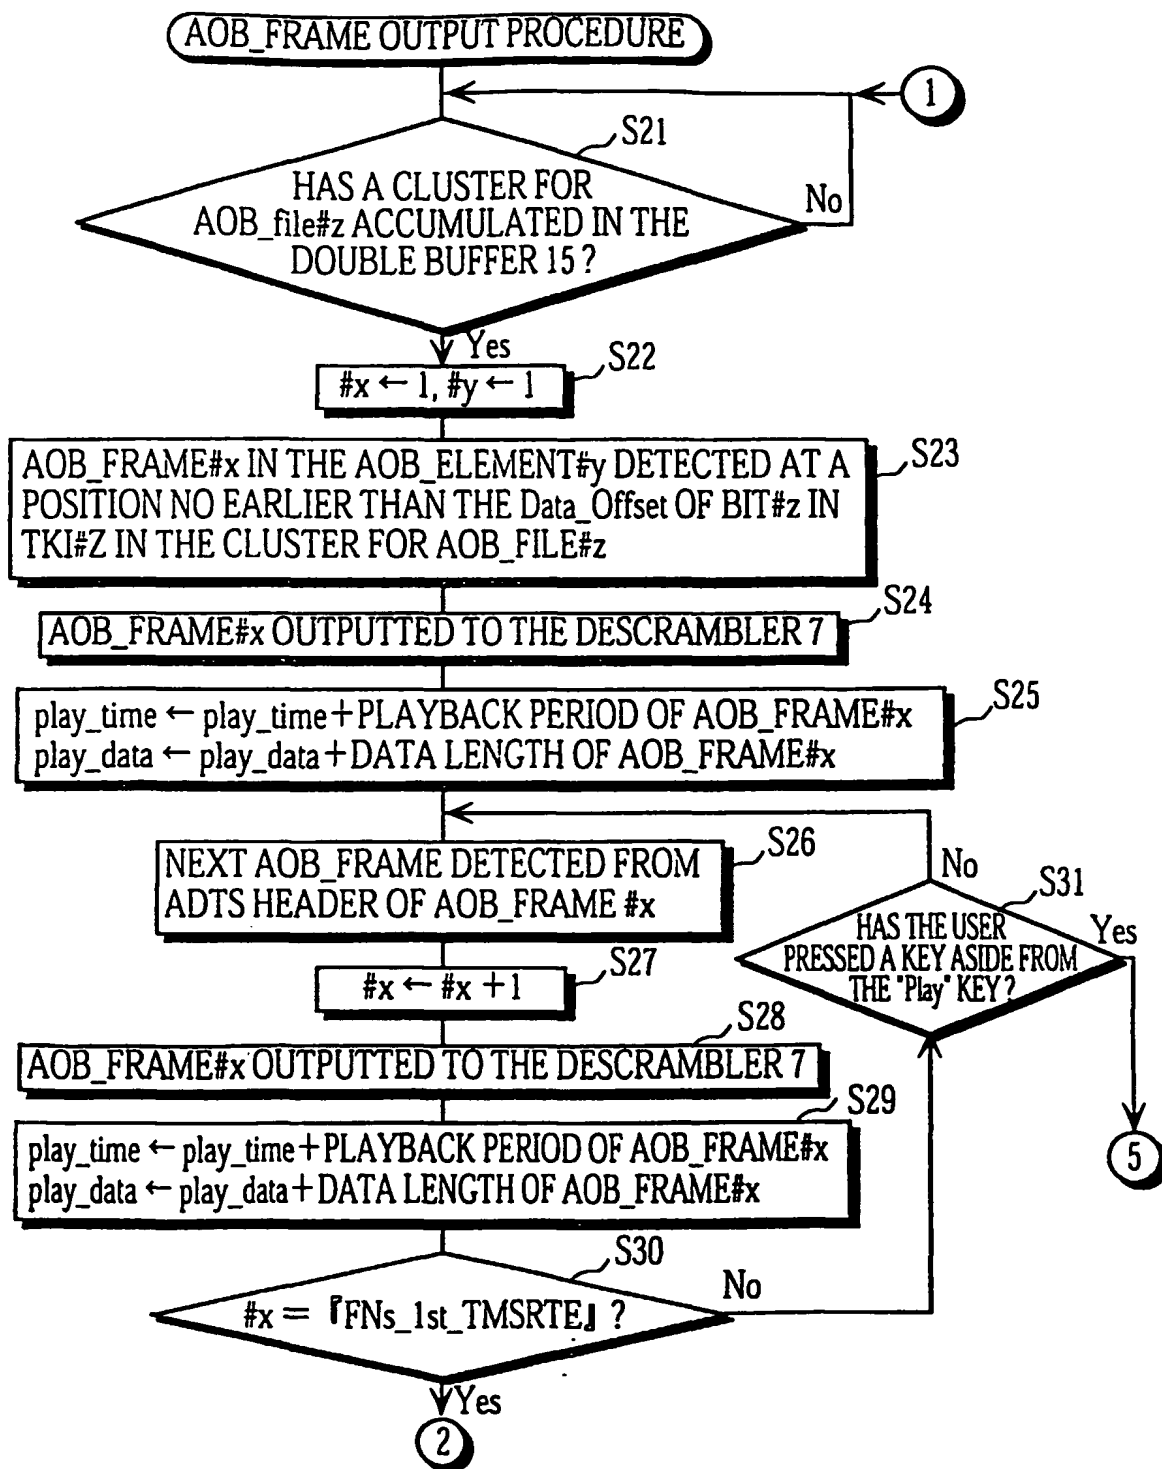 AOB_FRAME OUTPUT PROCEDURE
1
S21
HAS A CLUSTER FOR
AOB_file#z ACCUMULATED IN THE
DOUBLE BUFFER 15?
No
Yes
S22
#x ← 1, #y ← 1
S23
AOB_FRAME#x IN THE AOB_ELEMENT#y DETECTED AT A
POSITION NO EARLIER THAN THE Data_Offset OF BIT#z IN
TKI#Z IN THE CLUSTER FOR AOB_FILE#z
S24
AOB_FRAME#x OUTPUTTED TO THE DESCRAMBLER 7
S25
play_time ← play_time+PLAYBACK PERIOD OF AOB_FRAME#x
play_data ← play_data+DATA LENGTH OF AOB_FRAME#x
S26
NEXT AOB_FRAME DETECTED FROM
ADTS HEADER OF AOB_FRAME #x
No
S31
HAS THE USER
PRESSED A KEY ASIDE FROM
THE "Play" KEY?
Yes
S27
#x ← #x +1
S28
AOB_FRAME#x OUTPUTTED TO THE DESCRAMBLER 7
S29
play_time ← play_time+PLAYBACK PERIOD OF AOB_FRAME#x
play_data ← play_data+DATA LENGTH OF AOB_FRAME#x
5
S30
#x = 『FNs_1st_TMSRTE』 ?
No
Yes
2